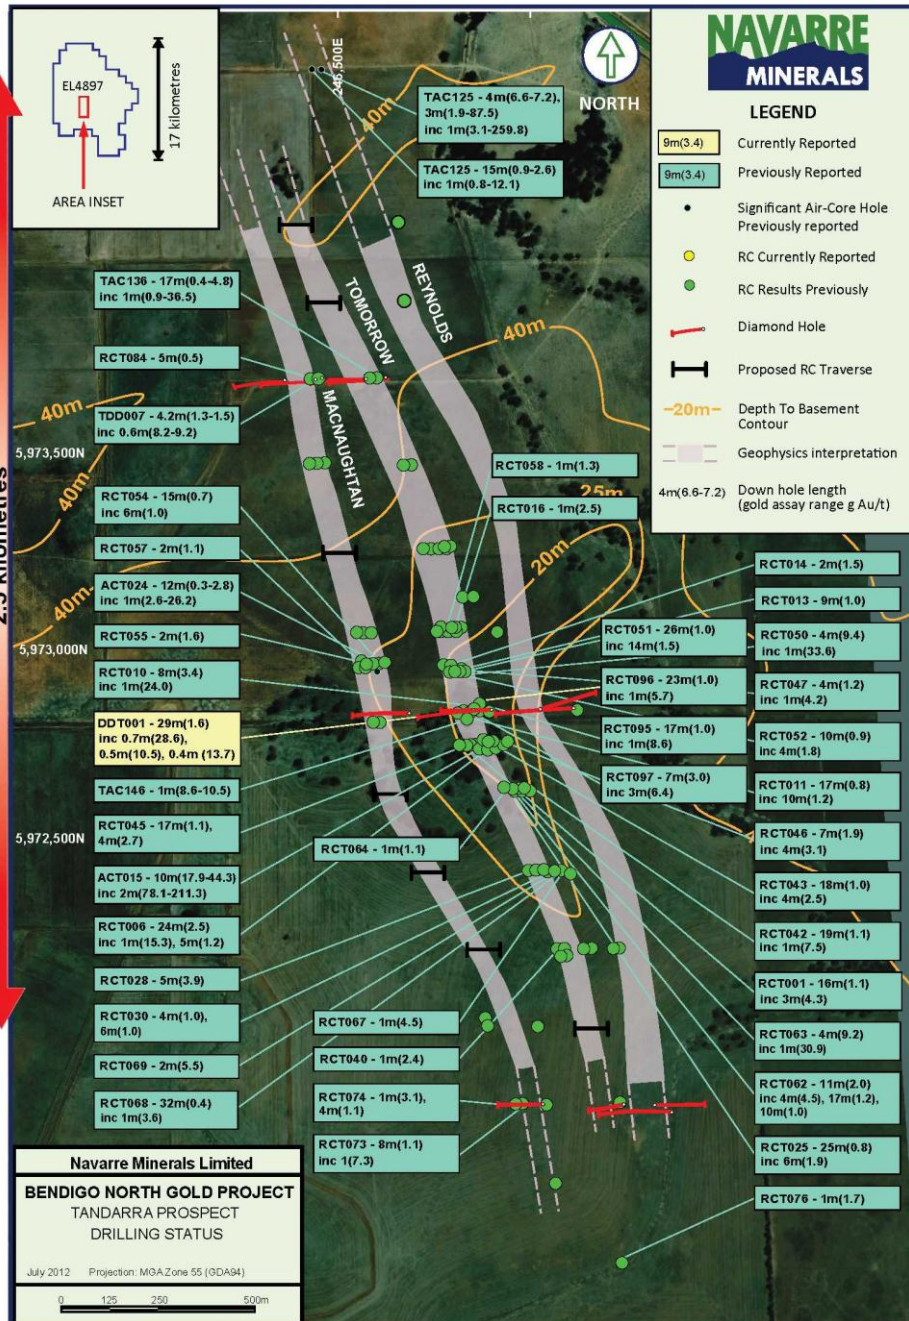 EL4897
17 kilometres
AREA INSET
246,500E
NORTH
NAVARRE
MINERALS
LEGEND
9m(3.4) Currently Reported
9m(3.4) Previously Reported
Significant Air-Core Hole
Previously reported
RC Currently Reported
RC Results Previously
Diamond Hole
Proposed RC Traverse
20m Depth To Basement
Contour
Geophysics interpretation
4m(6.6-7.2) Down hole length
(gold assay range g Au/t)
40m
TAC125 - 4m(6.6-7.2),
3m(1.9-87.5)
inc 1m(3.1-259.8)
TAC125 - 15m(0.9-2.6)
inc 1m(0.8-12.1)
REYNOLDS
TOMORROW
MACNAUGHTAN
40m
40m
40m
40m
25m
20m
5,973,500N
5,973,000N
5,972,500N
2.5 kilometres
TAC136 - 17m(0.4-4.8)
inc 1m(0.9-36.5)
RCT084 - 5m(0.5)
TDD007 - 4.2m(1.3-1.5)
inc 0.6m(8.2-9.2)
RCT054 - 15m(0.7)
inc 6m(1.0)
RCT057 - 2m(1.1)
ACT024 - 12m(0.3-2.8)
inc 1m(2.6-26.2)
RCT055 - 2m(1.6)
RCT010 - 8m(3.4)
inc 1m(24.0)
DDT001 - 29m(1.6)
inc 0.7m(28.6),
0.5m(10.5), 0.4m (13.7)
TAC146 - 1m(8.6-10.5)
RCT045 - 17m(1.1),
4m(2.7)
ACT015 - 10m(17.9-44.3)
inc 2m(78.1-211.3)
RCT006 - 24m(2.5)
inc 1m(15.3), 5m(1.2)
RCT028 - 5m(3.9)
RCT030 - 4m(1.0),
6m(1.0)
RCT069 - 2m(5.5)
RCT068 - 32m(0.4)
inc 1m(3.6)
RCT058 - 1m(1.3)
RCT016 - 1m(2.5)
RCT064 - 1m(1.1)
RCT067 - 1m(4.5)
RCT040 - 1m(2.4)
RCT074 - 1m(3.1),
4m(1.1)
RCT073 - 8m(1.1)
inc 1(7.3)
RCT051 - 26m(1.0)
inc 14m(1.5)
RCT096 - 23m(1.0)
inc 1m(5.7)
RCT095 - 17m(1.0)
inc 1m(8.6)
RCT097 - 7m(3.0)
inc 3m(6.4)
RCT014 - 2m(1.5)
RCT013 - 9m(1.0)
RCT050 - 4m(9.4)
inc 1m(33.6)
RCT047 - 4m(1.2)
inc 1m(4.2)
RCT052 - 10m(0.9)
inc 4m(1.8)
RCT011 - 17m(0.8)
inc 10m(1.2)
RCT046 - 7m(1.9)
inc 4m(3.1)
RCT043 - 18m(1.0)
inc 4m(2.5)
RCT042 - 19m(1.1)
inc 1m(7.5)
RCT001 - 16m(1.1)
inc 3m(4.3)
RCT063 - 4m(9.2)
inc 1m(30.9)
RCT062 - 11m(2.0)
inc 4m(4.5), 17m(1.2),
10m(1.0)
RCT025 - 25m(0.8)
inc 6m(1.9)
RCT076 - 1m(1.7)
Navarre Minerals Limited
BENDIGO NORTH GOLD PROJECT
TANDARRA PROSPECT
DRILLING STATUS
July 2012 Projection: MGA Zone 55 (GDA94)
0 125 250 500m